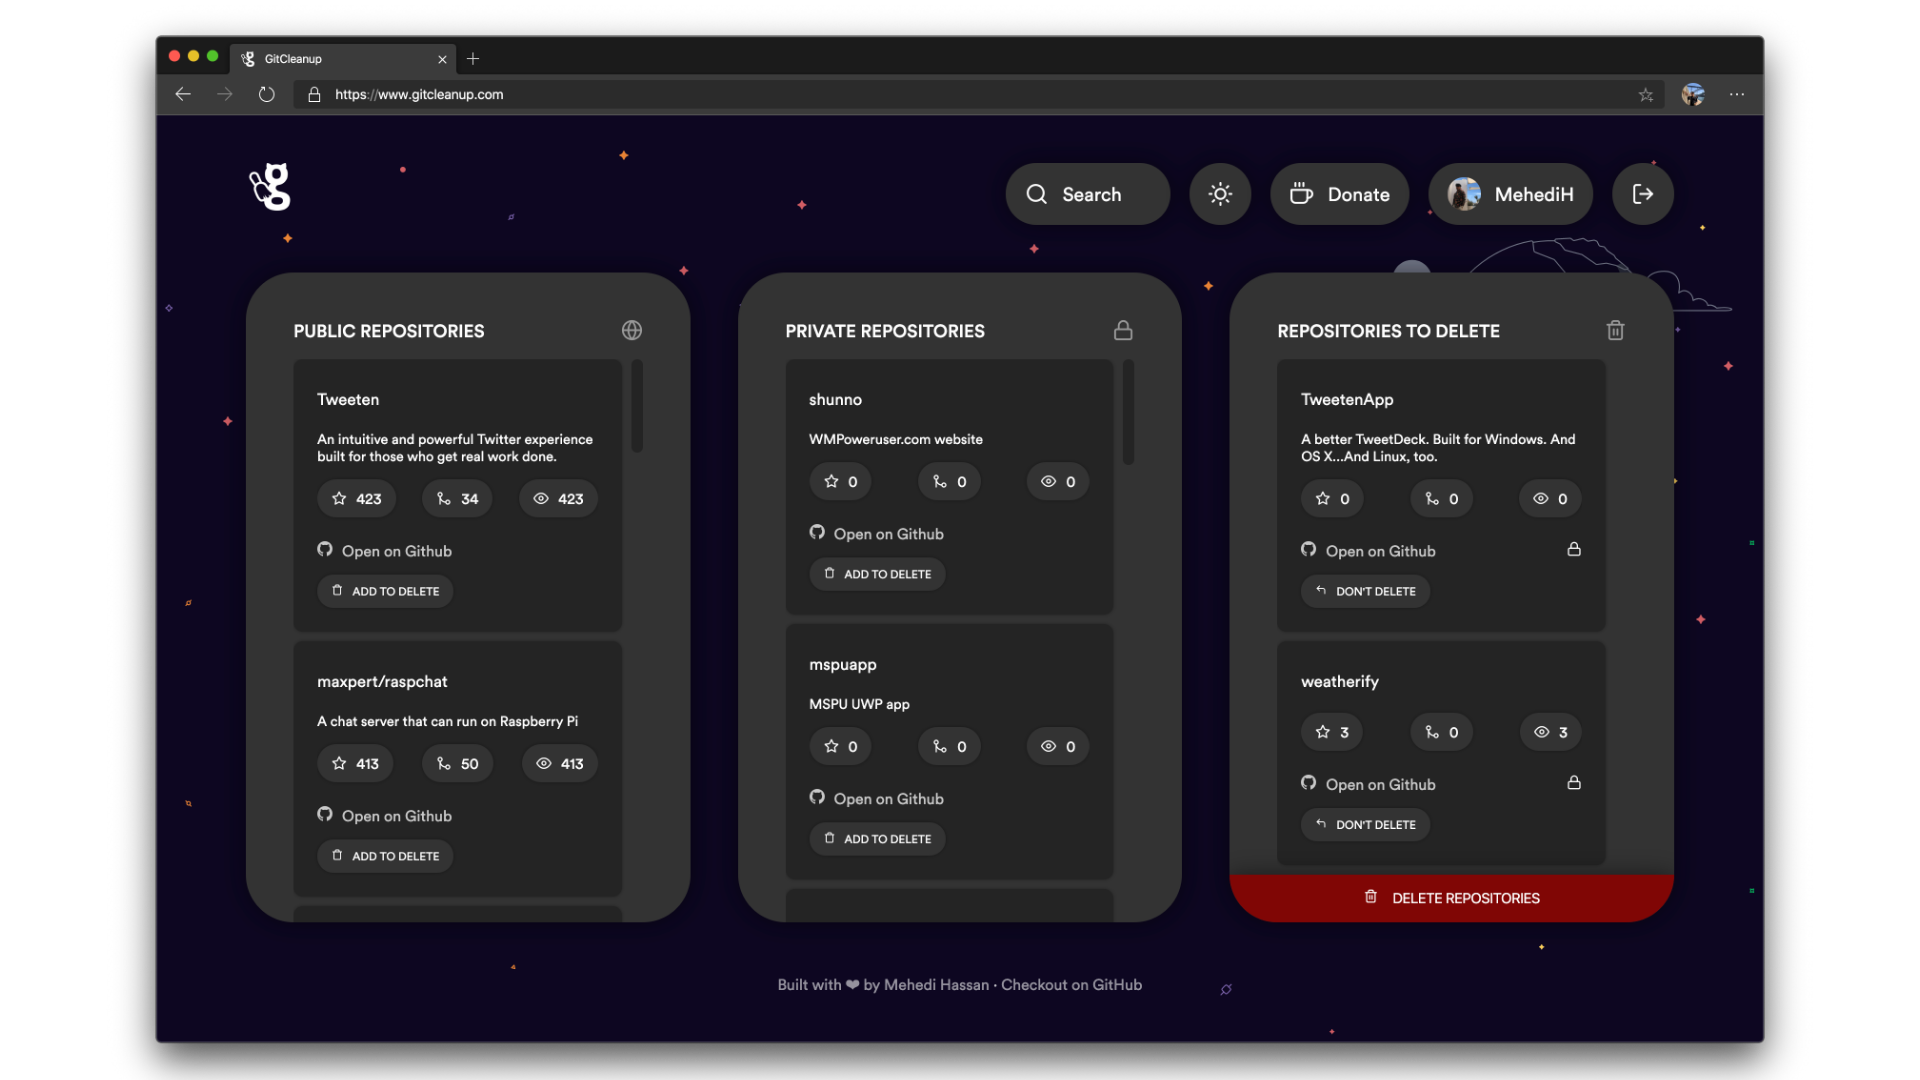 GitCleanup
https://www.gitcleanup.com
Search
Donate
MehediH
PUBLIC REPOSITORIES
Tweeten
An intuitive and powerful Twitter experience
built for those who get real work done.
423 34 423
Open on Github
ADD TO DELETE
maxpert/raspchat
A chat server that can run on Raspberry Pi
413 50 413
Open on Github
ADD TO DELETE
PRIVATE REPOSITORIES
shunno
WMPoweruser.com website
0 0 0
Open on Github
ADD TO DELETE
mspuapp
MSPU UWP app
0 0 0
Open on Github
ADD TO DELETE
REPOSITORIES TO DELETE
TweetenApp
A better TweetDeck. Built for Windows. And
OS X...And Linux, too.
0 0 0
Open on Github
DON'T DELETE
weatherify
3 0 3
Open on Github
DON'T DELETE
DELETE REPOSITORIES
Built with ❤ by Mehedi Hassan · Checkout on GitHub